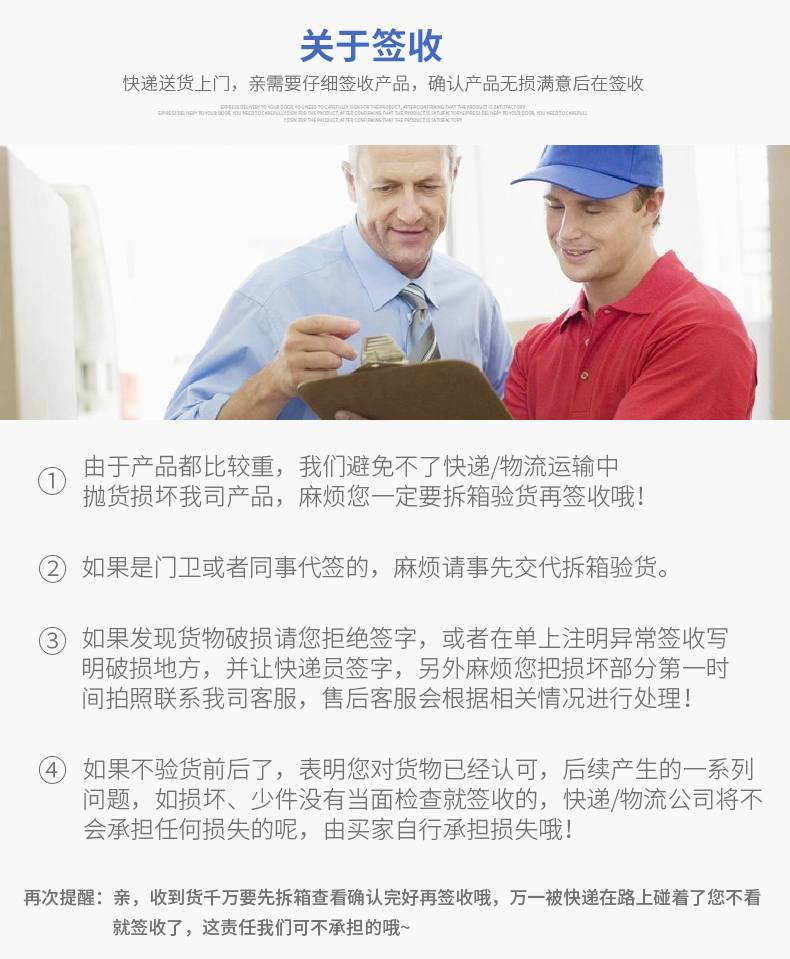 关于签收
快递送货上门，亲需要仔细签收产品，确认产品无损满意后在签收
EXPRESS DELIVERY TO YOUR DOOR, YOU NEED TO CAREFULLY SIGN FOR THE PRODUCT, AFTER CONFIRMING THAT THE PRODUCT IS SATISFACTORY
EXPRESS DELIVERY TO YOUR DOOR, YOU NEED TO CAREFULLY SIGN FOR THE PRODUCT, AFTER CONFIRMING THAT THE PRODUCT IS SATISFACTORYEXPRESS DELIVERY TO YOUR DOOR, YOU NEED TO CAREFULL
YSIGN FOR THE PRODUCT, AFTER CONFIRMING THAT THE PRODUCT IS SATISFACTORY
① 由于产品都比较重，我们避免不了快递/物流运输中
抛货损坏我司产品，麻烦您一定要拆箱验货再签收哦！
② 如果是门卫或者同事代签的，麻烦请事先交代拆箱验货。
③ 如果发现货物破损请您拒绝签字，或者在单上注明异常签收写
明破损地方，并让快递员签字，另外麻烦您把损坏部分第一时
间拍照联系我司客服，售后客服会根据相关情况进行处理！
④ 如果不验货前后了，表明您对货物已经认可，后续产生的一系列
问题，如损坏、少件没有当面检查就签收的，快递/物流公司将不
会承担任何损失的呢，由买家自行承担损失哦！
再次提醒：亲，收到货千万要先拆箱查看确认完好再签收哦，万一被快递在路上碰着了您不看
就签收了，这责任我们可不承担的哦~